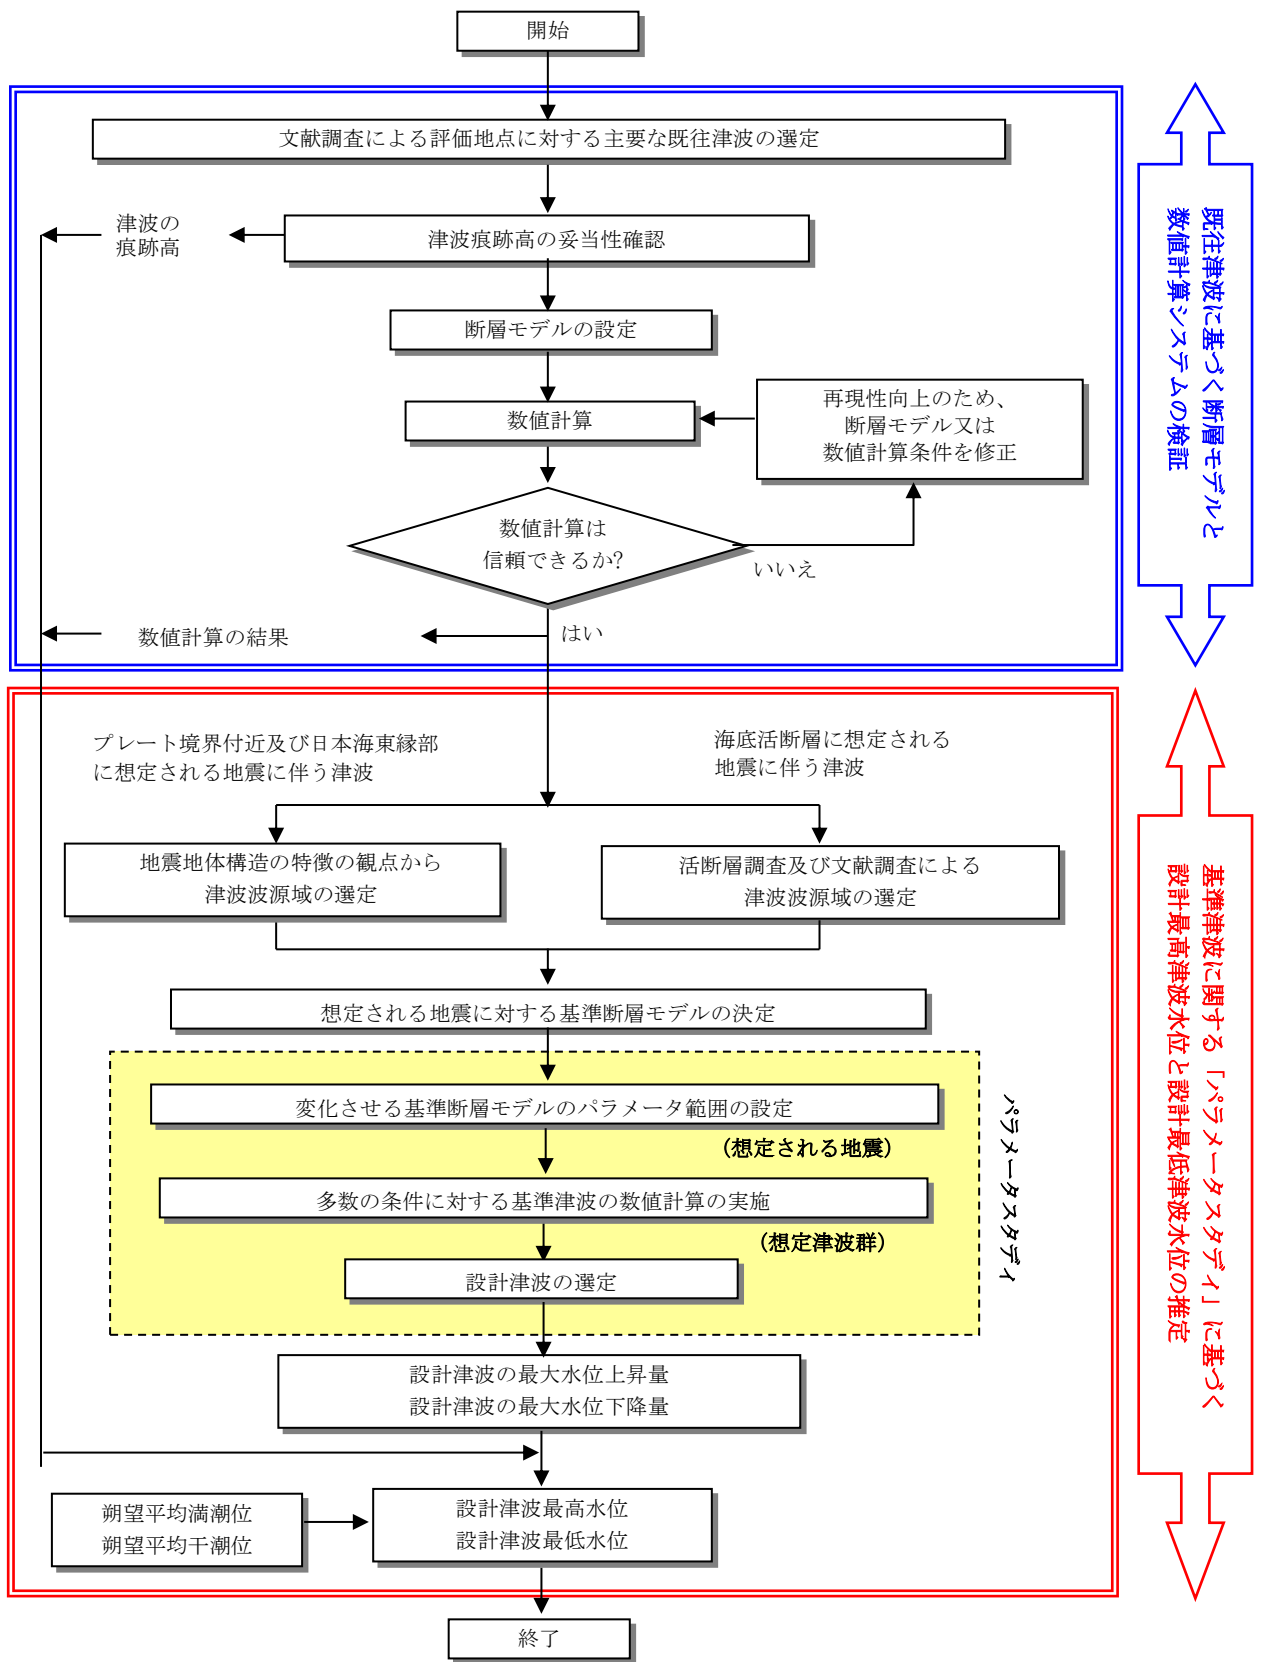 開始
文献調査による評価地点に対する主要な既往津波の選定
津波の
痕跡高
津波痕跡高の妥当性確認
断層モデルの設定
数値計算
再現性向上のため、
断層モデル又は
数値計算条件を修正
数値計算は
信頼できるか?
いいえ
はい
数値計算の結果
既往津波に基づく断層モデルと
数値計算システムの検証
プレート境界付近及び日本海東縁部
に想定される地震に伴う津波
海底活断層に想定される
地震に伴う津波
地震地体構造の特徴の観点から
津波波源域の選定
活断層調査及び文献調査による
津波波源域の選定
想定される地震に対する基準断層モデルの決定
変化させる基準断層モデルのパラメータ範囲の設定
(想定される地震)
多数の条件に対する基準津波の数値計算の実施
(想定津波群)
設計津波の選定
パラメータスタディ
設計津波の最大水位上昇量
設計津波の最大水位下降量
朔望平均満潮位
朔望平均干潮位
設計津波最高水位
設計津波最低水位
基準津波に関する「パラメータスタディ」に基づく
設計最高津波水位と設計最低津波水位の推定
終了